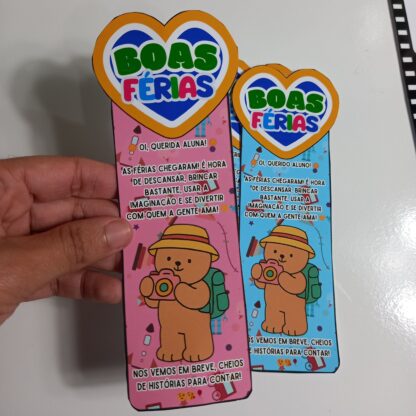 BOAS
FÉRIAS
OI, QUERIDA ALUNA!
AS FÉRIAS CHEGARAM! É HORA
DE DESCANSAR, BRINCAR
BASTANTE, USAR A
IMAGINAÇÃO E SE DIVERTIR
COM QUEM A GENTE AMA!
NOS VEMOS EM BREVE, CHEIOS
DE HISTÓRIAS PARA CONTAR!
BOAS
FÉRIAS
OI, QUERIDO ALUNO!
AS FÉRIAS CHEGARAM! É HORA
DE DESCANSAR, BRINCAR
BASTANTE, USAR A
IMAGINAÇÃO E SE DIVERTIR
COM QUEM A GENTE AMA!
NOS VEMOS EM BREVE, CHEIOS
DE HISTÓRIAS PARA CONTAR!